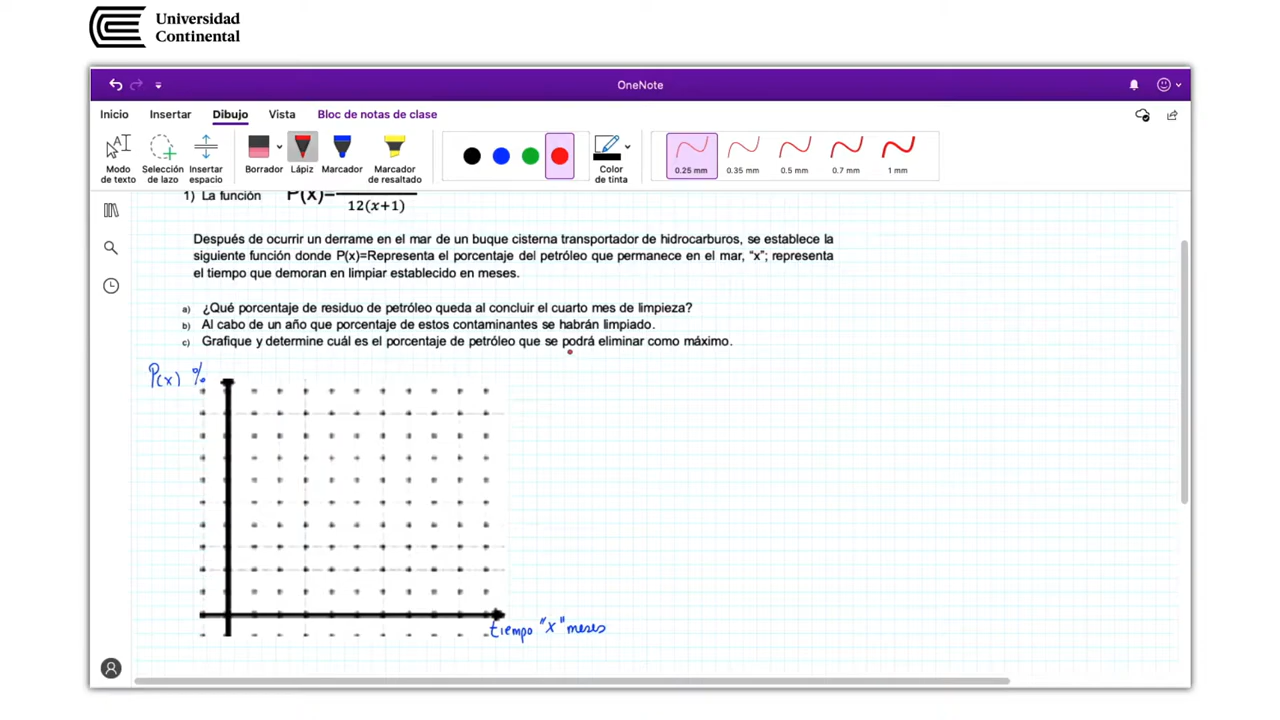 Universidad
Continental
OneNote
Inicio
Insertar
Dibujo
Vista
Bloc de notas de clase
Modo
de texto
Selección
de lazo
Insertar
espacio
Borrador
Lápiz
Marcador
Marcador
de resaltado
Color
de tinta
0.25 mm
0.35 mm
0.5 mm
0.7 mm
1 mm
1) La función P(x)=
12(x+1)
Después de ocurrir un derrame en el mar de un buque cisterna transportador de hidrocarburos, se establece la
siguiente función donde P(x)=Representa el porcentaje del petróleo que permanece en el mar, “x”; representa
el tiempo que demoran en limpiar establecido en meses.
a) ¿Qué porcentaje de residuo de petróleo queda al concluir el cuarto mes de limpieza?
b) Al cabo de un año que porcentaje de estos contaminantes se habrán limpiado.
c) Grafique y determine cuál es el porcentaje de petróleo que se podrá eliminar como máximo.
P(x) %
tiempo "x" meses